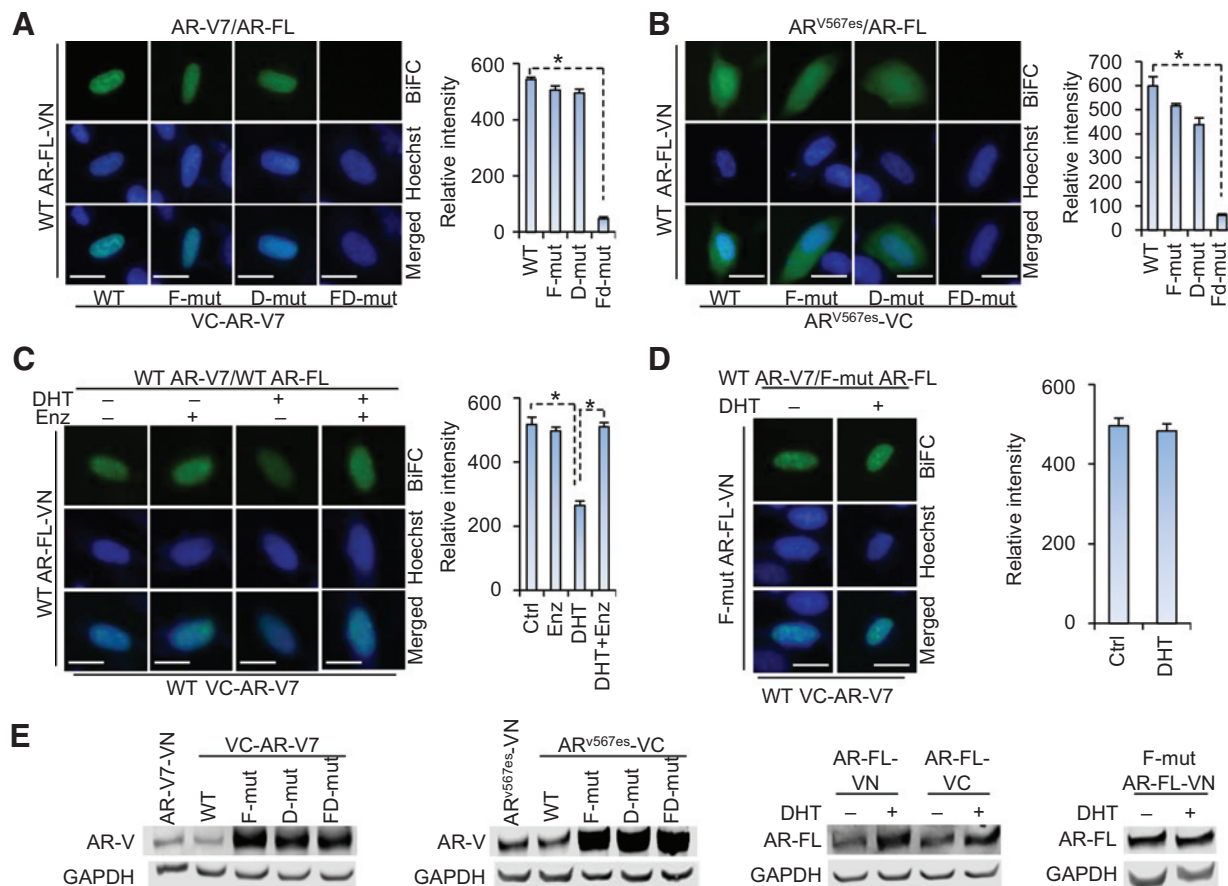 A
AR-V7/AR-FL
WT AR-FL-VN
BiFC
Hoechst
Merged
WT F-mut D-mut FD-mut
VC-AR-V7
Relative intensity
600
400
200
0
*
WT F-mut D-mut Fd-mut
B
ARV567es/AR-FL
WT AR-FL-VN
BiFC
Hoechst
Merged
WT F-mut D-mut FD-mut
ARV567es-VC
Relative intensity
700
600
500
400
300
200
100
0
*
WT F-mut D-mut Fd-mut
C
WT AR-V7/WT AR-FL
DHT – – + +
Enz – + – +
WT AR-FL-VN
BiFC
Hoechst
Merged
WT VC-AR-V7
Relative intensity
600
400
200
0
* *
Ctrl Enz DHT DHT+Enz
D
WT AR-V7/F-mut AR-FL
DHT – +
F-mut AR-FL-VN
BiFC
Hoechst
Merged
WT VC-AR-V7
Relative intensity
600
400
200
0
Ctrl DHT
E
VC-AR-V7
AR-V7-VN WT F-mut D-mut FD-mut
AR-V
GAPDH
ARv567es-VC
ARv567es-VN WT F-mut D-mut FD-mut
AR-V
GAPDH
AR-FL-VN AR-FL-VC
DHT – + – +
AR-FL
GAPDH
F-mut
AR-FL-VN
DHT – +
AR-FL
GAPDH